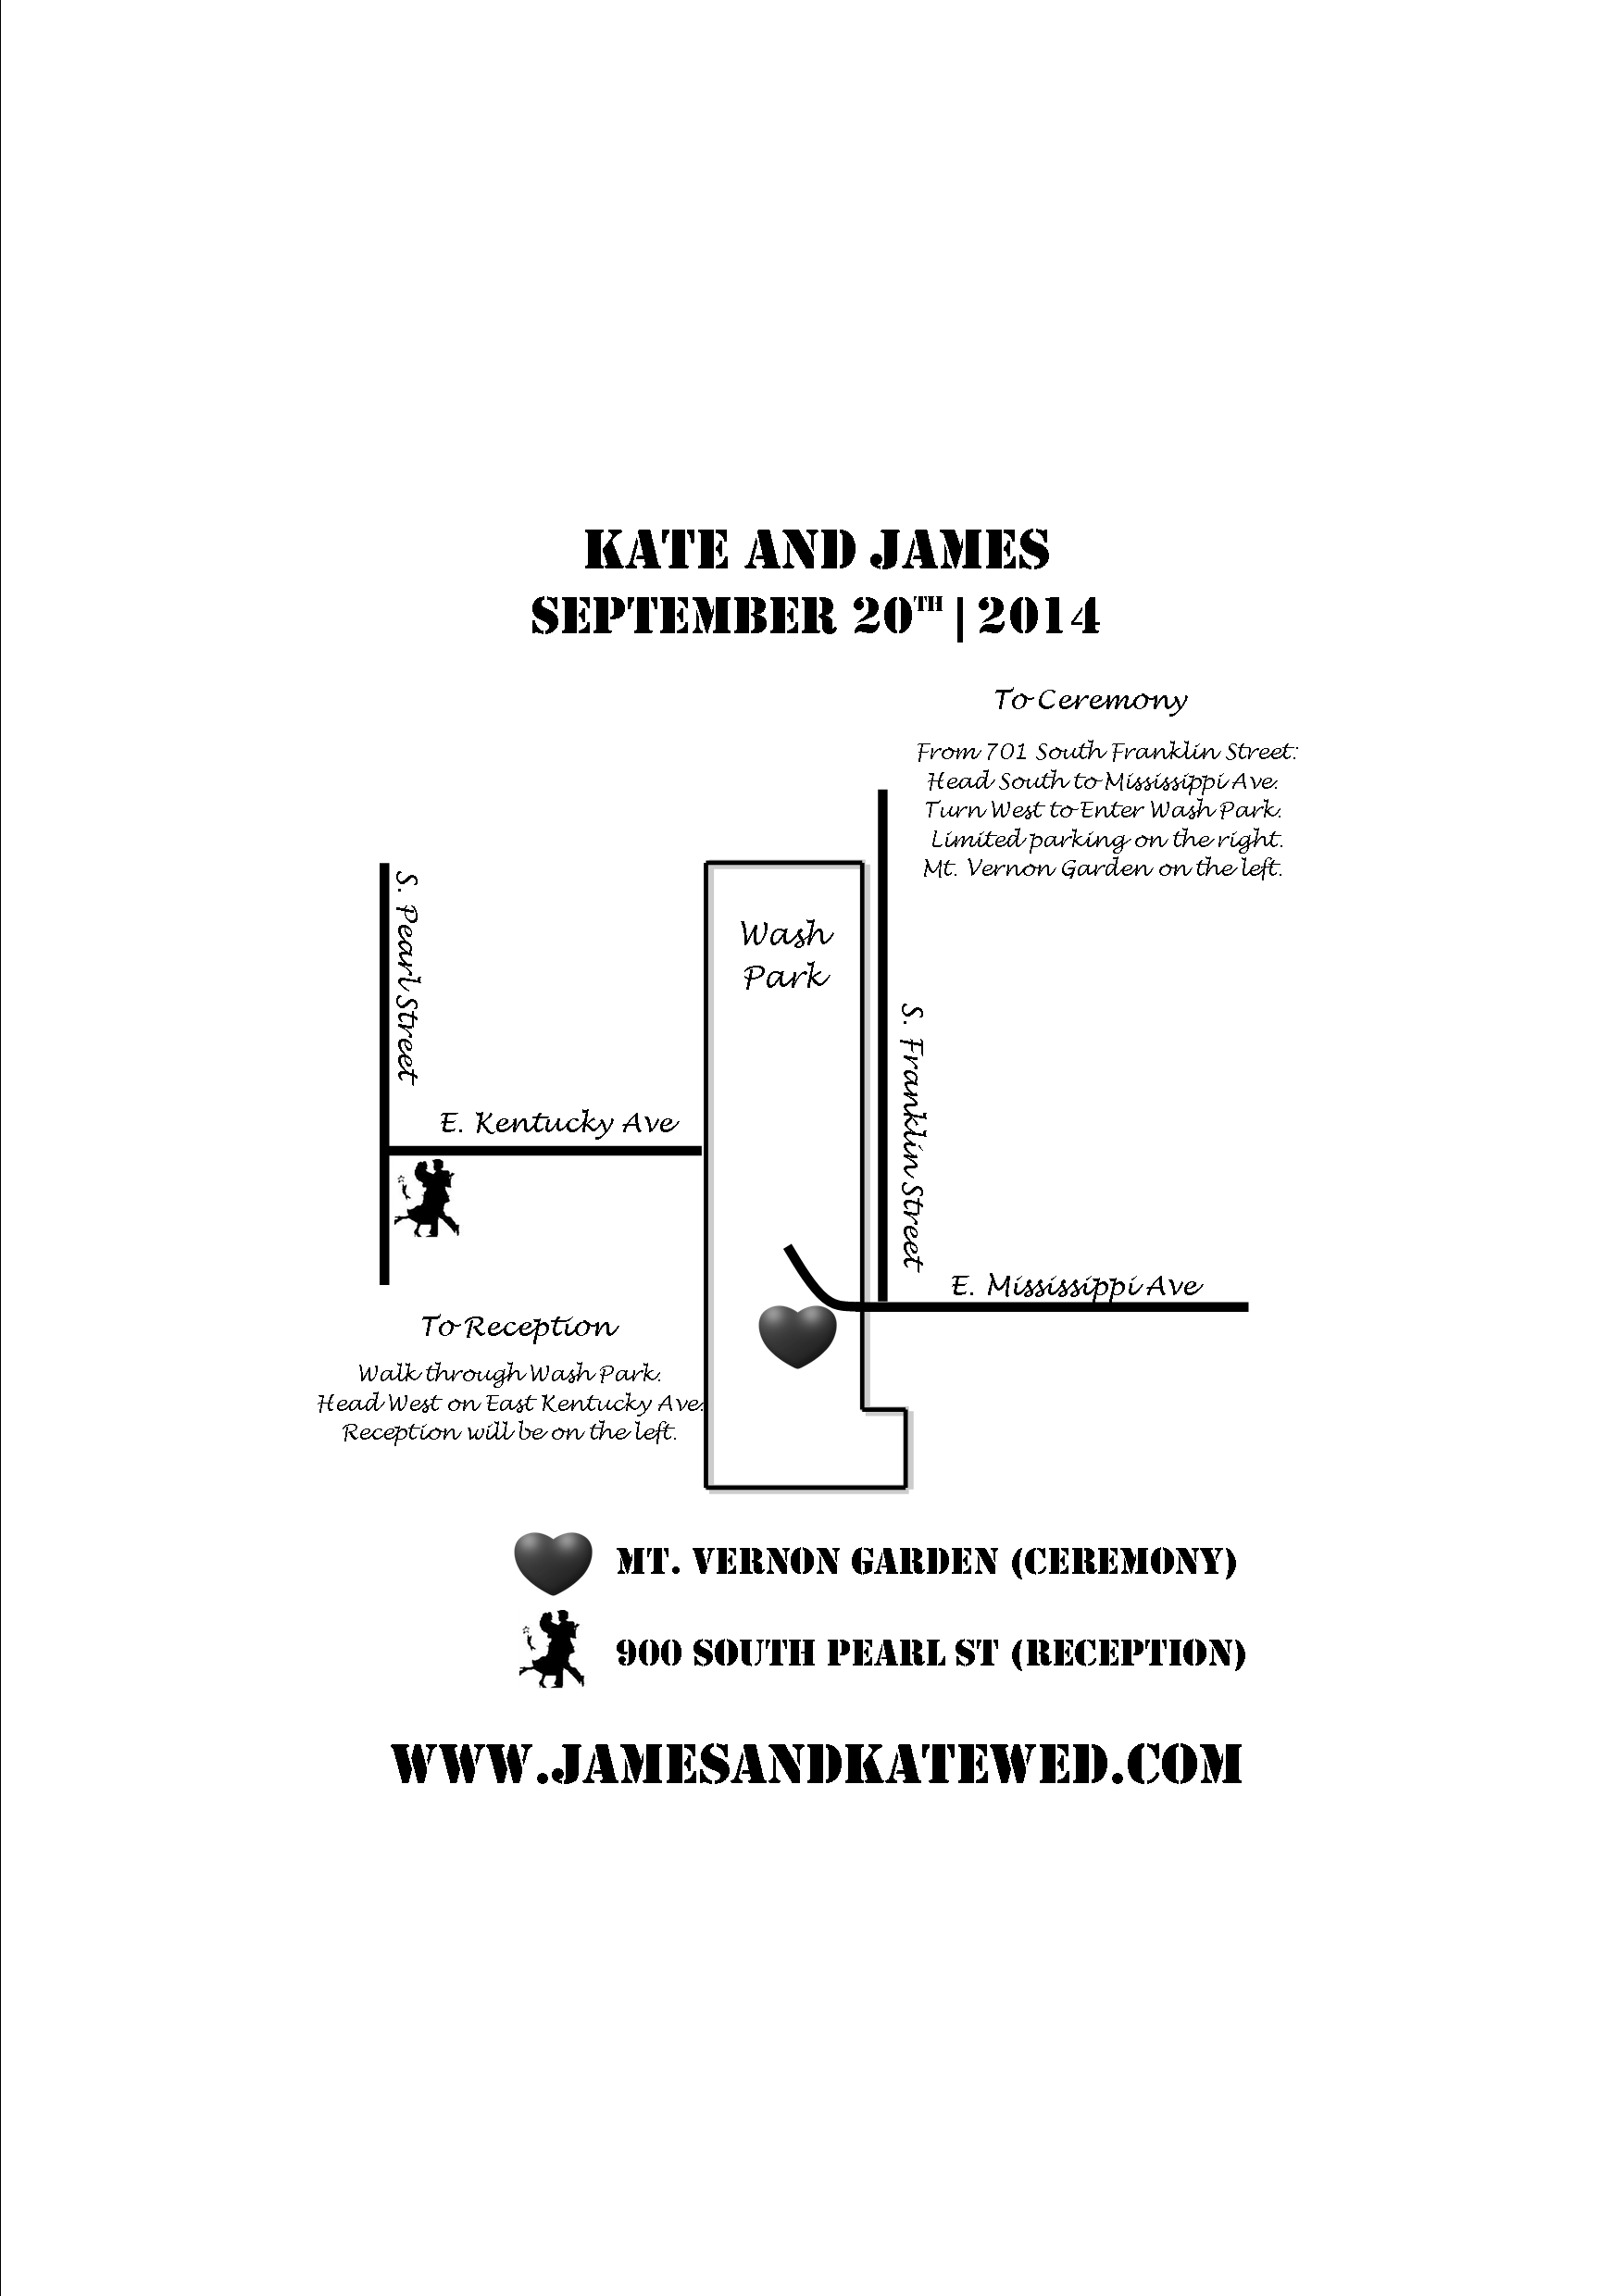 KATE AND JAMES
SEPTEMBER 20TH | 2014
To Ceremony
From 701 South Franklin Street:
Head South to Mississippi Ave.
Turn West to Enter Wash Park.
Limited parking on the right.
Mt. Vernon Garden on the left.
S. Pearl Street
Wash
Park
S. Franklin Street
E. Kentucky Ave
E. Mississippi Ave
To Reception
Walk through Wash Park.
Head West on East Kentucky Ave.
Reception will be on the left.
MT. VERNON GARDEN (CEREMONY)
900 SOUTH PEARL ST (RECEPTION)
WWW.JAMESANDKATEWED.COM